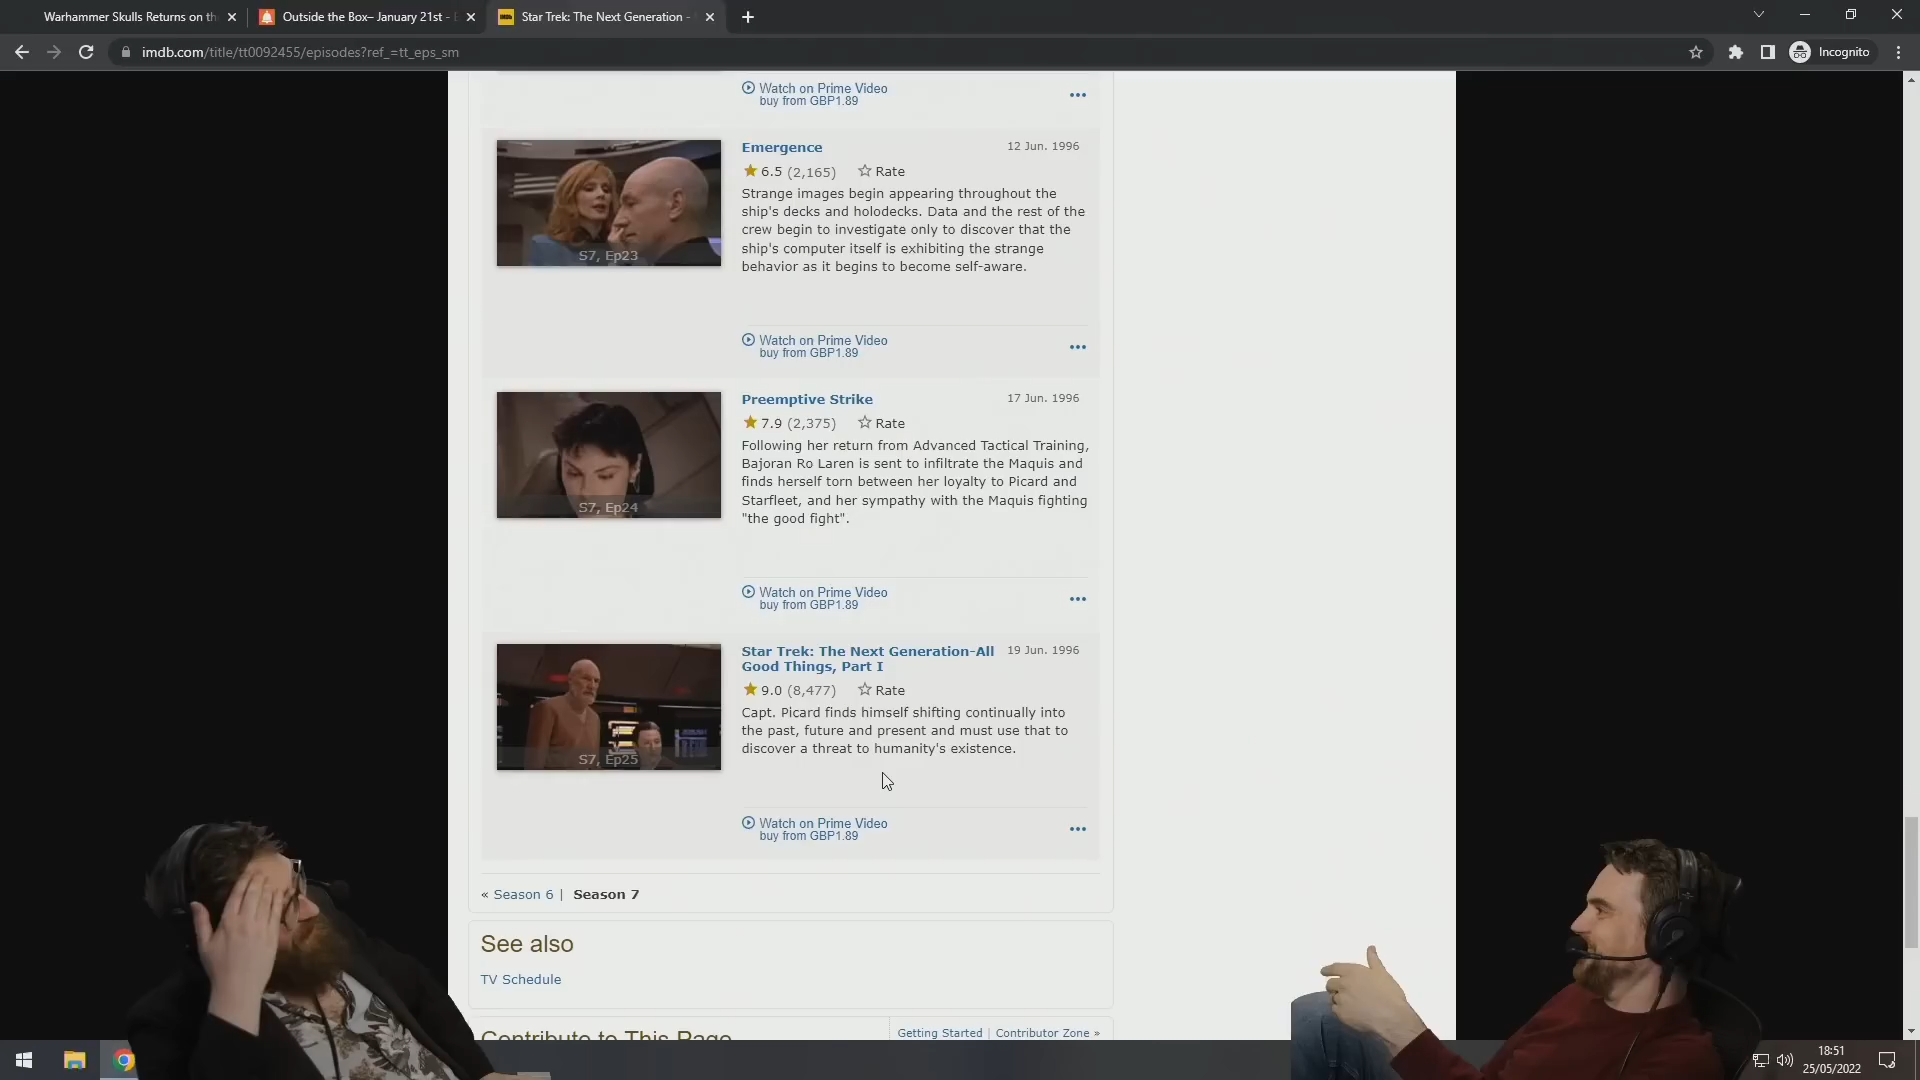 Warhammer Skulls Returns on th
Outside the Box– January 21st -
Star Trek: The Next Generation -
imdb.com/title/tt0092455/episodes?ref_=tt_eps_sm
Incognito
Watch on Prime Video
buy from GBP1.89
Emergence
12 Jun. 1996
6.5 (2,165) Rate
Strange images begin appearing throughout the
ship's decks and holodecks. Data and the rest of the
crew begin to investigate only to discover that the
ship's computer itself is exhibiting the strange
behavior as it begins to become self-aware.
S7, Ep23
Watch on Prime Video
buy from GBP1.89
Preemptive Strike
17 Jun. 1996
7.9 (2,375) Rate
Following her return from Advanced Tactical Training,
Bajoran Ro Laren is sent to infiltrate the Maquis and
finds herself torn between her loyalty to Picard and
Starfleet, and her sympathy with the Maquis fighting
"the good fight".
S7, Ep24
Watch on Prime Video
buy from GBP1.89
Star Trek: The Next Generation-All
Good Things, Part I
19 Jun. 1996
9.0 (8,477) Rate
Capt. Picard finds himself shifting continually into
the past, future and present and must use that to
discover a threat to humanity's existence.
S7, Ep25
Watch on Prime Video
buy from GBP1.89
« Season 6 | Season 7
See also
TV Schedule
Contribute to This Page
Getting Started | Contributor Zone »
18:51
25/05/2022